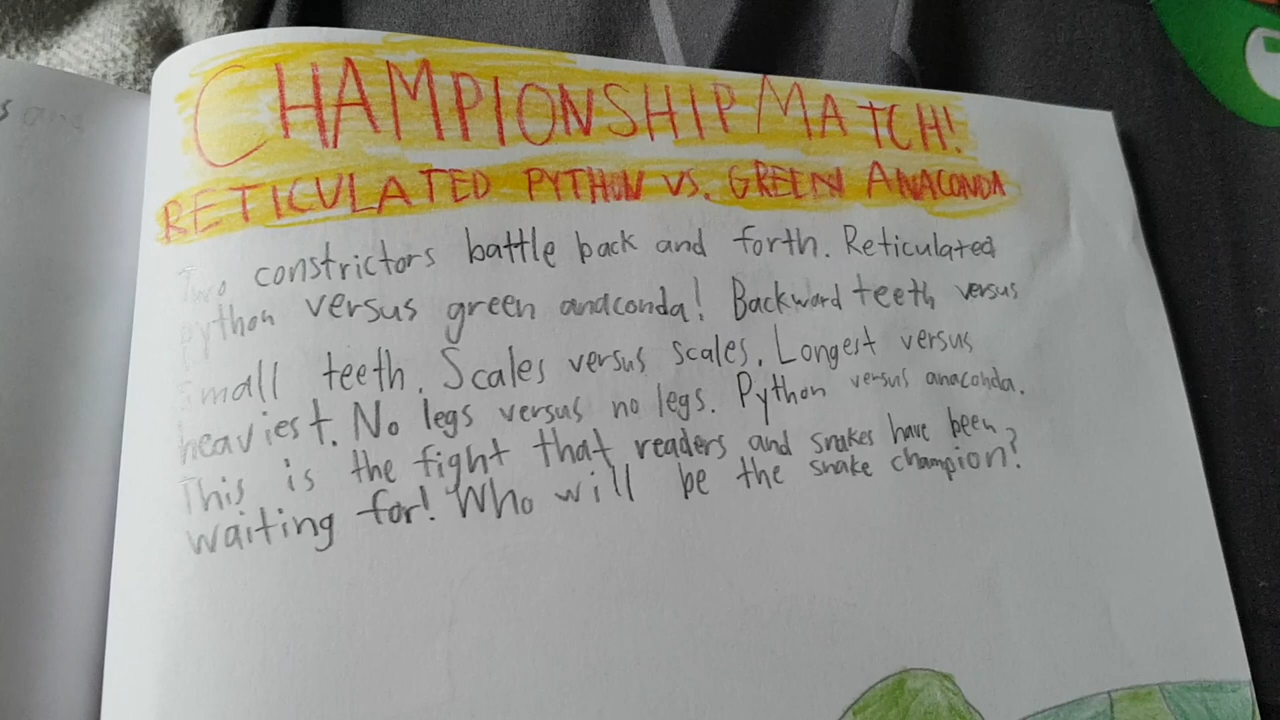 CHAMPIONSHIP MATCH!
RETICULATED PYTHON VS. GREEN ANACONDA
Two constrictors battle back and forth. Reticulated
python versus green anaconda! Backward teeth versus
small teeth. Scales versus scales. Longest versus
heaviest. No legs versus no legs. Python versus anaconda.
This is the fight that readers and snakes have been
waiting for! Who will be the snake champion?